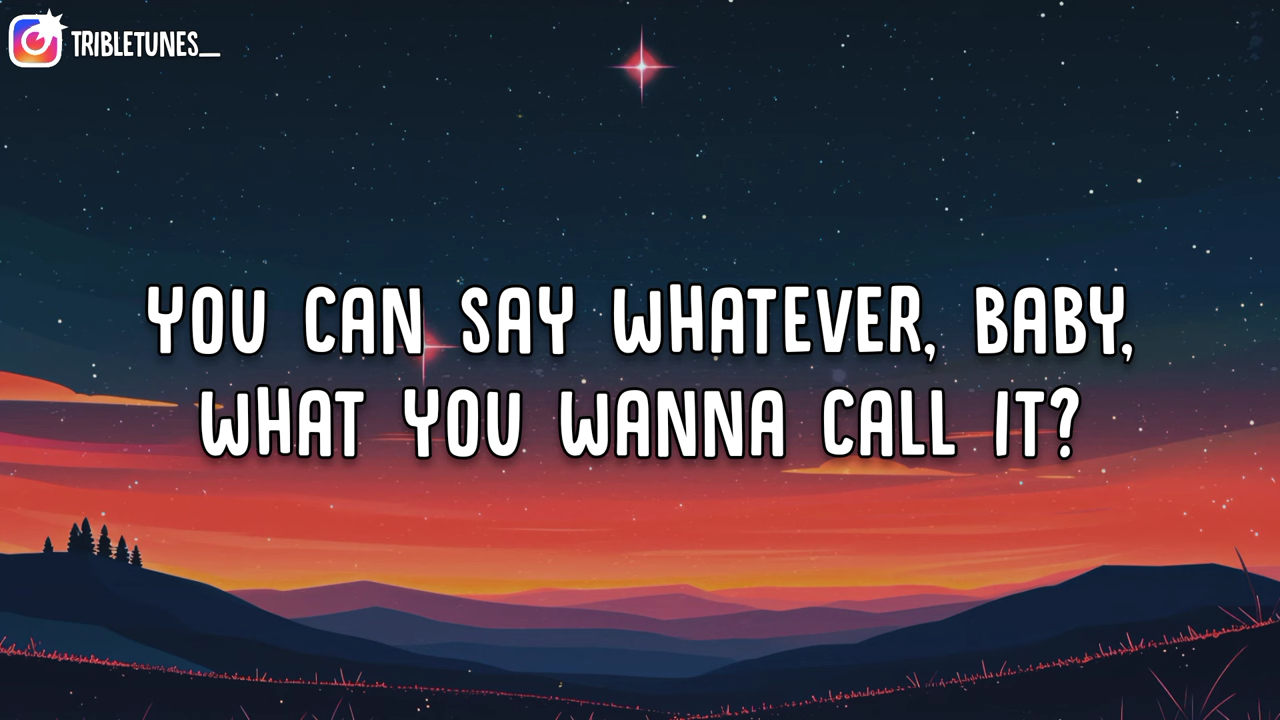 TRIBLETUNES_
YOU CAN SAY WHATEVER, BABY,
WHAT YOU WANNA CALL IT?